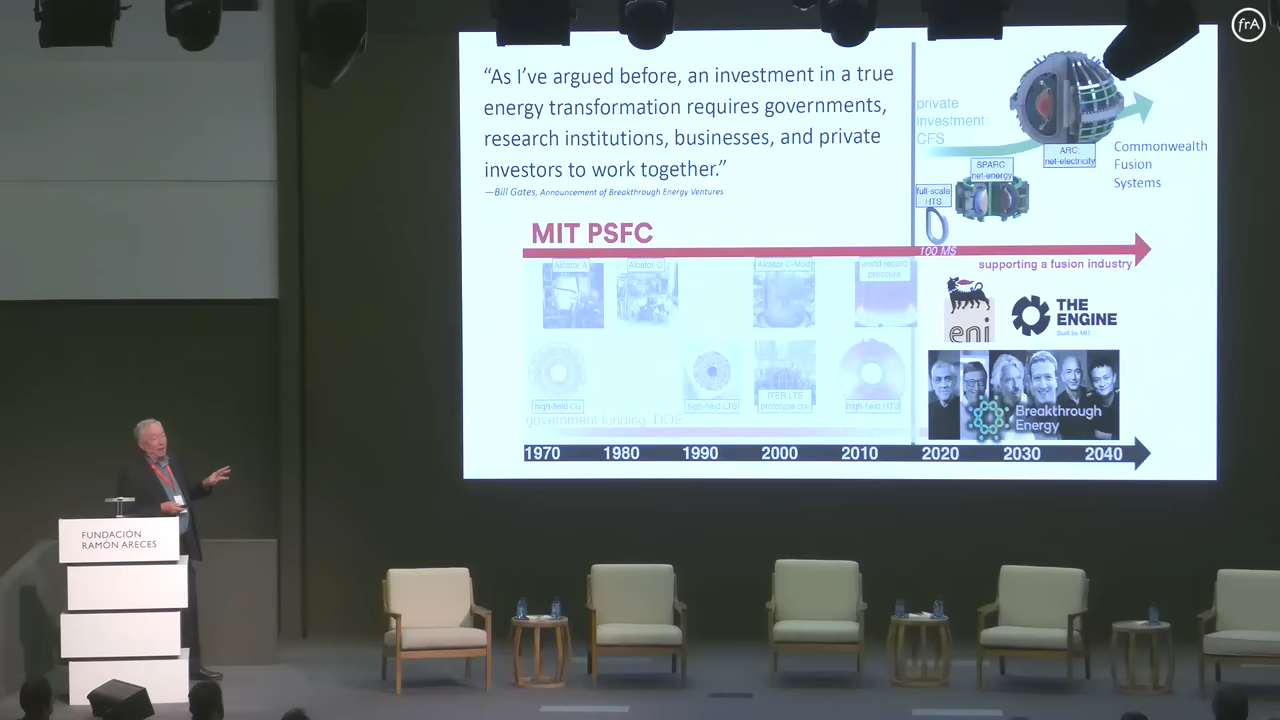 frA
“As I’ve argued before, an investment in a true
energy transformation requires governments,
research institutions, businesses, and private
investors to work together.”
—Bill Gates, Announcement of Breakthrough Energy Ventures
private
investment:
CFS
ARC:
net-electricity
Commonwealth
Fusion
Systems
SPARC:
net-energy
full-scale
HTS
MIT PSFC
100 M$
supporting a fusion industry
Alcator A
Alcator C
Alcator C-Mod
world record
pressure
eni
THE
ENGINE
Built by MIT
high-field Cu
high-field LTS
ITER LTS
prototype coil
high-field HTS
Breakthrough
Energy
government funding: DOE
1970 1980 1990 2000 2010 2020 2030 2040
FUNDACIÓN
RAMÓN ARECES